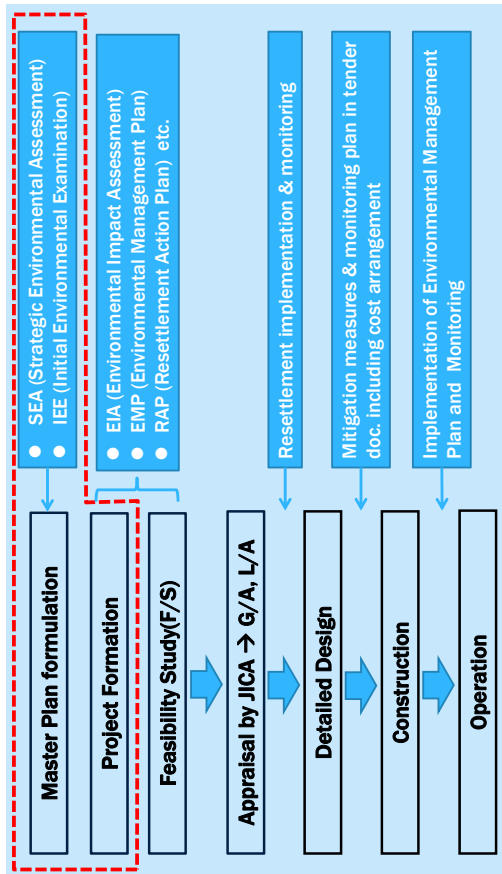 Master Plan formulation
● SEA (Strategic Environmental Assessment)
● IEE (Initial Environmental Examination)
Project Formation
Feasibility Study(F/S)
● EIA (Environmental Impact Assessment)
● EMP (Environmental Management Plan)
● RAP (Resettlement Action Plan) etc.
Appraisal by JICA → G/A, L/A
Resettlement implementation & monitoring
Detailed Design
Mitigation measures & monitoring plan in tender
doc. including cost arrangement
Construction
Implementation of Environmental Management
Plan and Monitoring
Operation